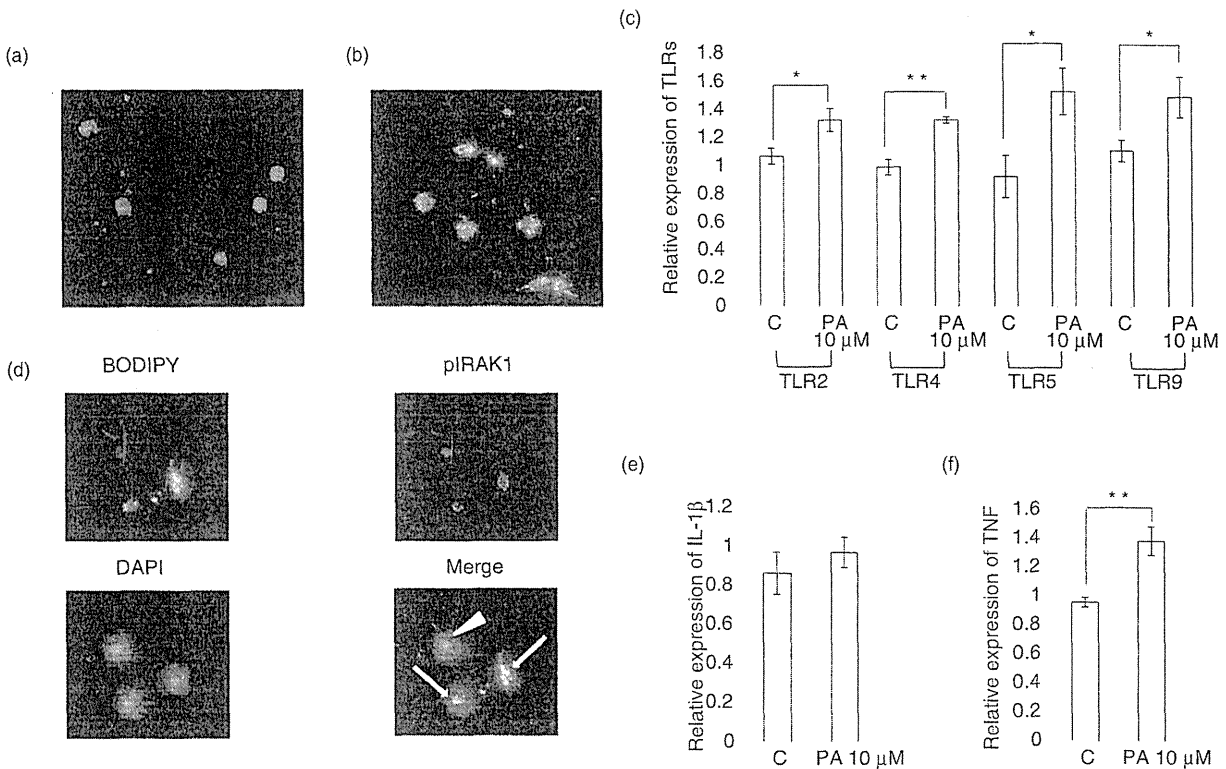 (a)
(b)
(c)
Relative expression of TLRs
1.8
1.6
1.4
1.2
1
0.8
0.6
0.4
0.2
0
*
**
*
*
C PA 10 μM
C PA 10 μM
C PA 10 μM
C PA 10 μM
TLR2 TLR4 TLR5 TLR9
(d)
BODIPY
pIRAK1
DAPI
Merge
(e)
Relative expression of IL-1β
1.2
1
0.8
0.6
0.4
0.2
0
C PA 10 μM
(f)
Relative expression of TNF
1.6
1.4
1.2
1
0.8
0.6
0.4
0.2
0
**
C PA 10 μM